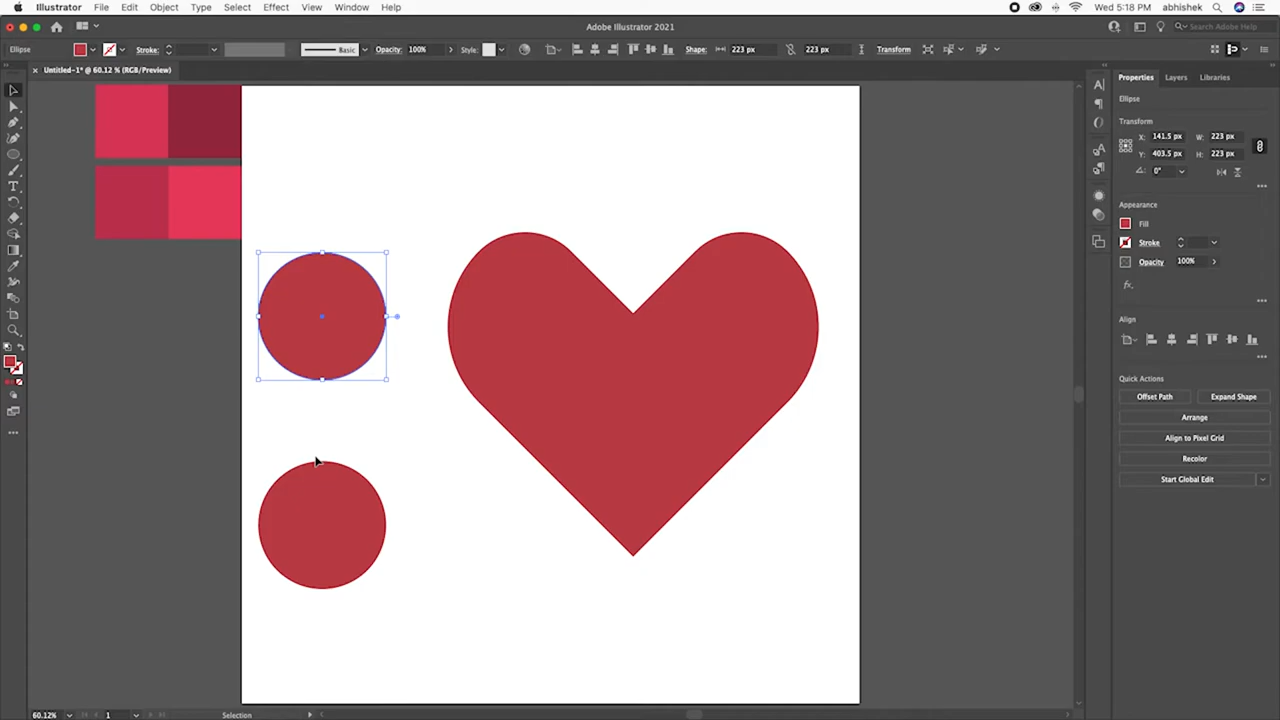 Illustrator File Edit Object Type Select Effect View Window Help Wed 5:18 PM abhishek
Adobe Illustrator 2021 Search Adobe Help
Ellipse Stroke: Basic Opacity: 100% Style: Shape: 223 px 223 px Transform
× Untitled-1* @ 60.12 % (RGB/Preview)
Properties Layers Libraries
Ellipse
Transform
X: 141.5 px W: 223 px
Y: 403.5 px H: 223 px
0°
Appearance
Fill
Stroke
Opacity 100%
fx.
Align
Quick Actions
Offset Path Expand Shape
Arrange
Align to Pixel Grid
Recolor
Start Global Edit
60.12% 1 Selection